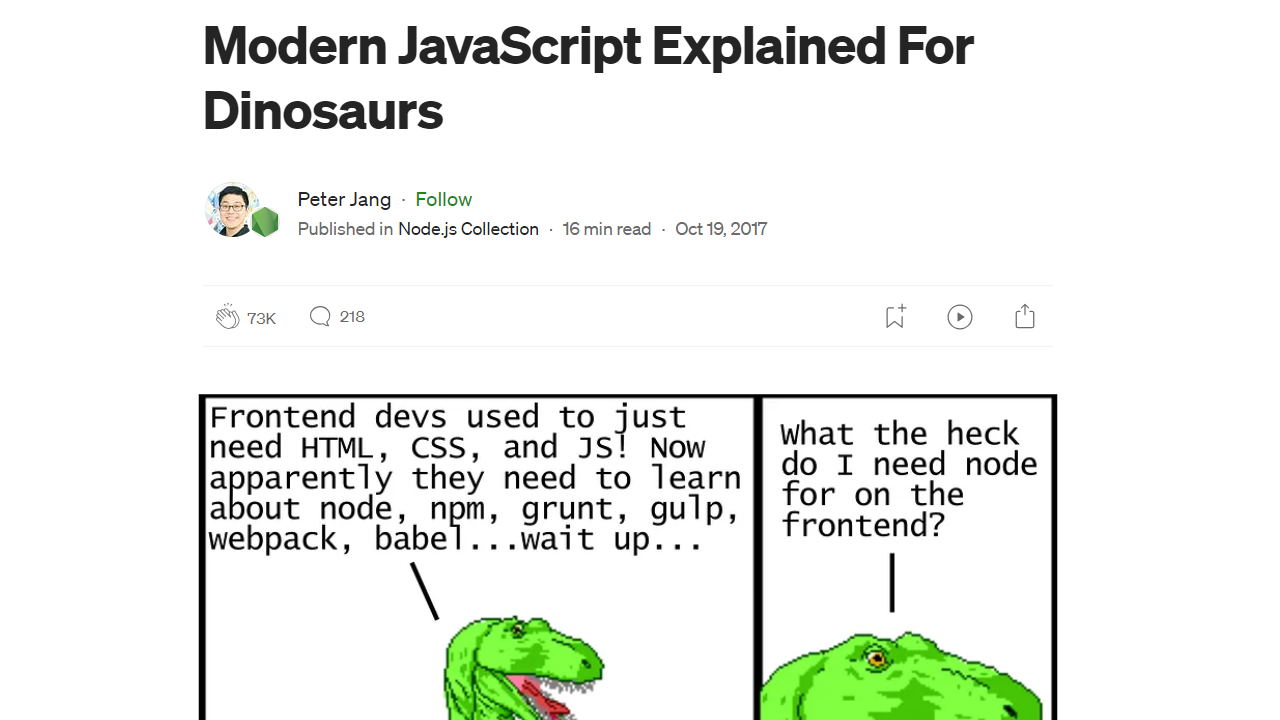 Modern JavaScript Explained For
Dinosaurs
Peter Jang · Follow
Published in Node.js Collection · 16 min read · Oct 19, 2017
73K 218
Frontend devs used to just
need HTML, CSS, and JS! Now
apparently they need to learn
about node, npm, grunt, gulp,
webpack, babel...wait up...
What the heck
do I need node
for on the
frontend?